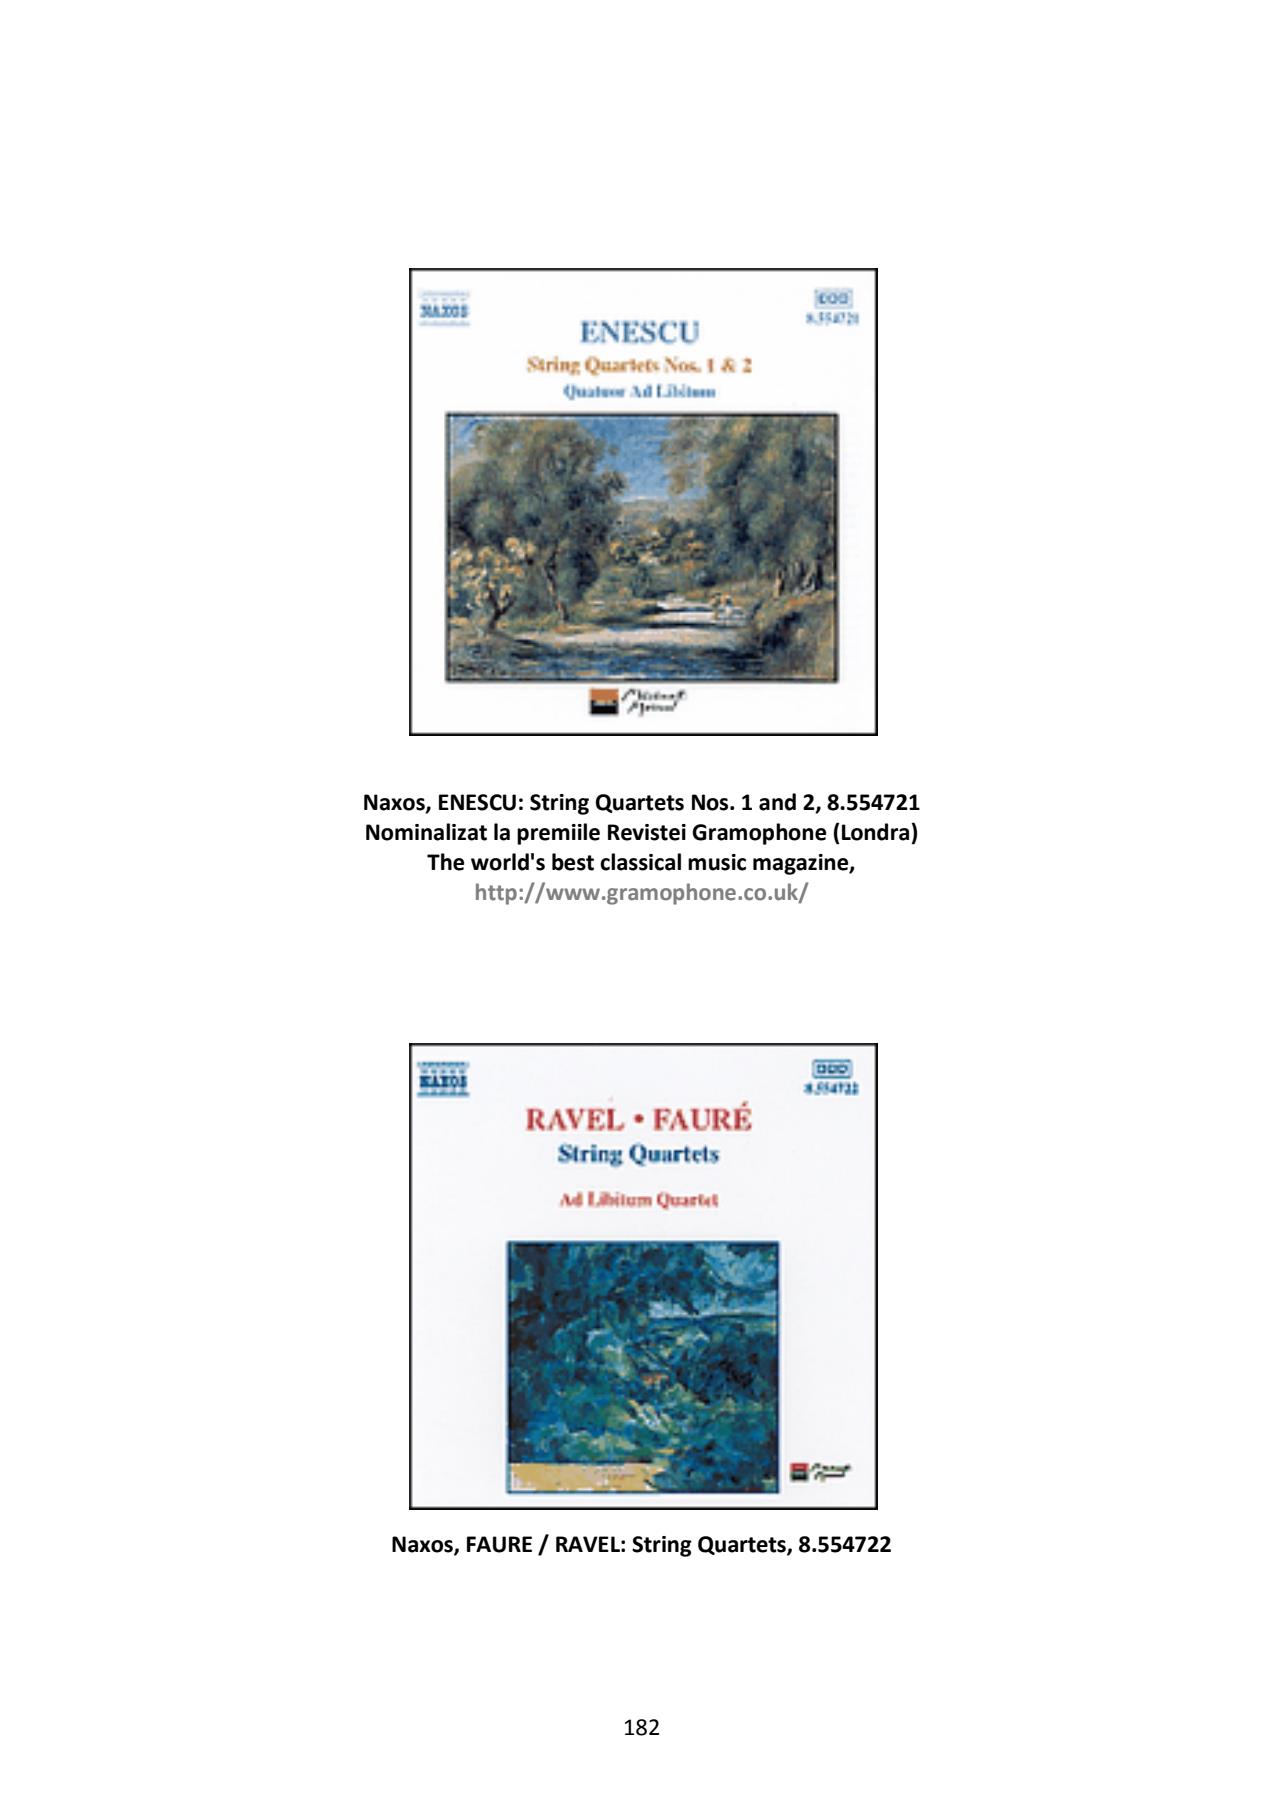 NAXOS
DDD
8.554721
ENESCU
String Quartets Nos. 1 & 2
Quatuor Ad Libitum
Naxos, ENESCU: String Quartets Nos. 1 and 2, 8.554721
Nominalizat la premiile Revistei Gramophone (Londra)
The world's best classical music magazine,
http://www.gramophone.co.uk/
NAXOS
DDD
8.554722
RAVEL • FAURÉ
String Quartets
Ad Libitum Quartet
Naxos, FAURE / RAVEL: String Quartets, 8.554722
182